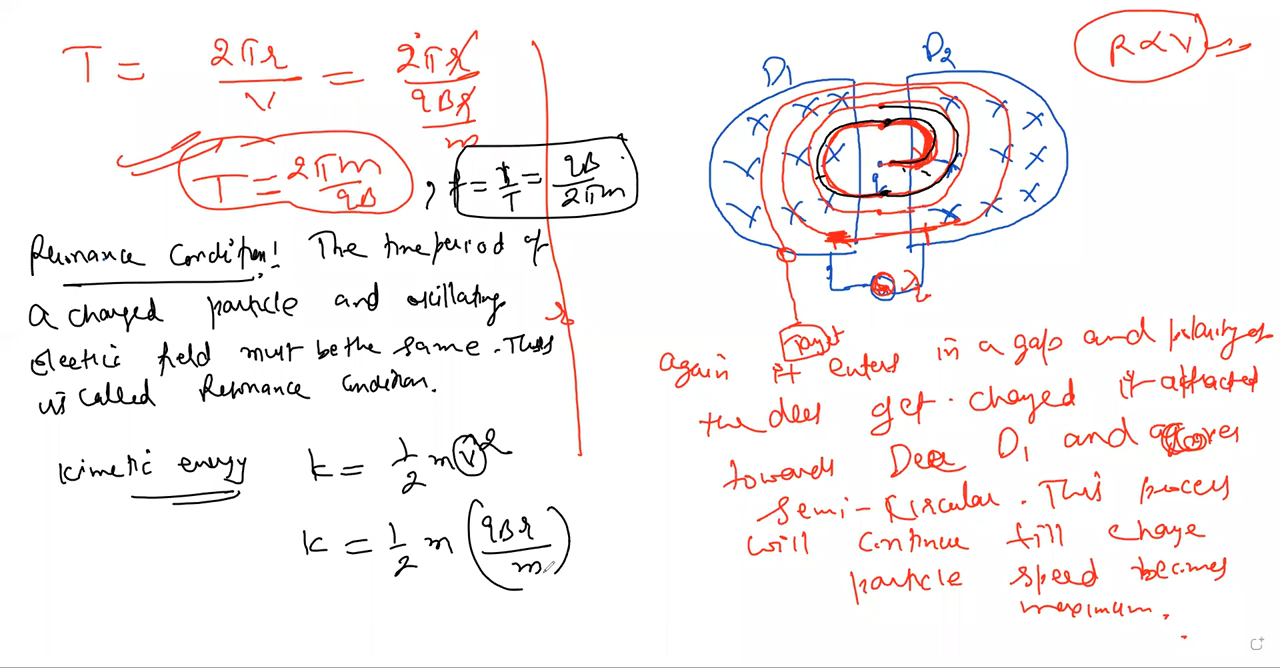 T = 2πr/V = 2πr/(qBr/m)
T = 2πm/qB , f = 1/T = qB/2πm
Resonance Condition! The time period of
a charged particle and oscillating
electric field must be the same. This
is called Resonance Condition.
Kinetic energy K = 1/2 m v²
K = 1/2 m (qBr/m)
R ∝ V
D1 D2
X X X X X X
X X X X X
X X X X X X
q
Target
again it enters in a gap and polarity of
the dees get changed it attracted
towards Dee D1 and
Semi-Circular. This process
will continue till charge
particle speed becomes
maximum.